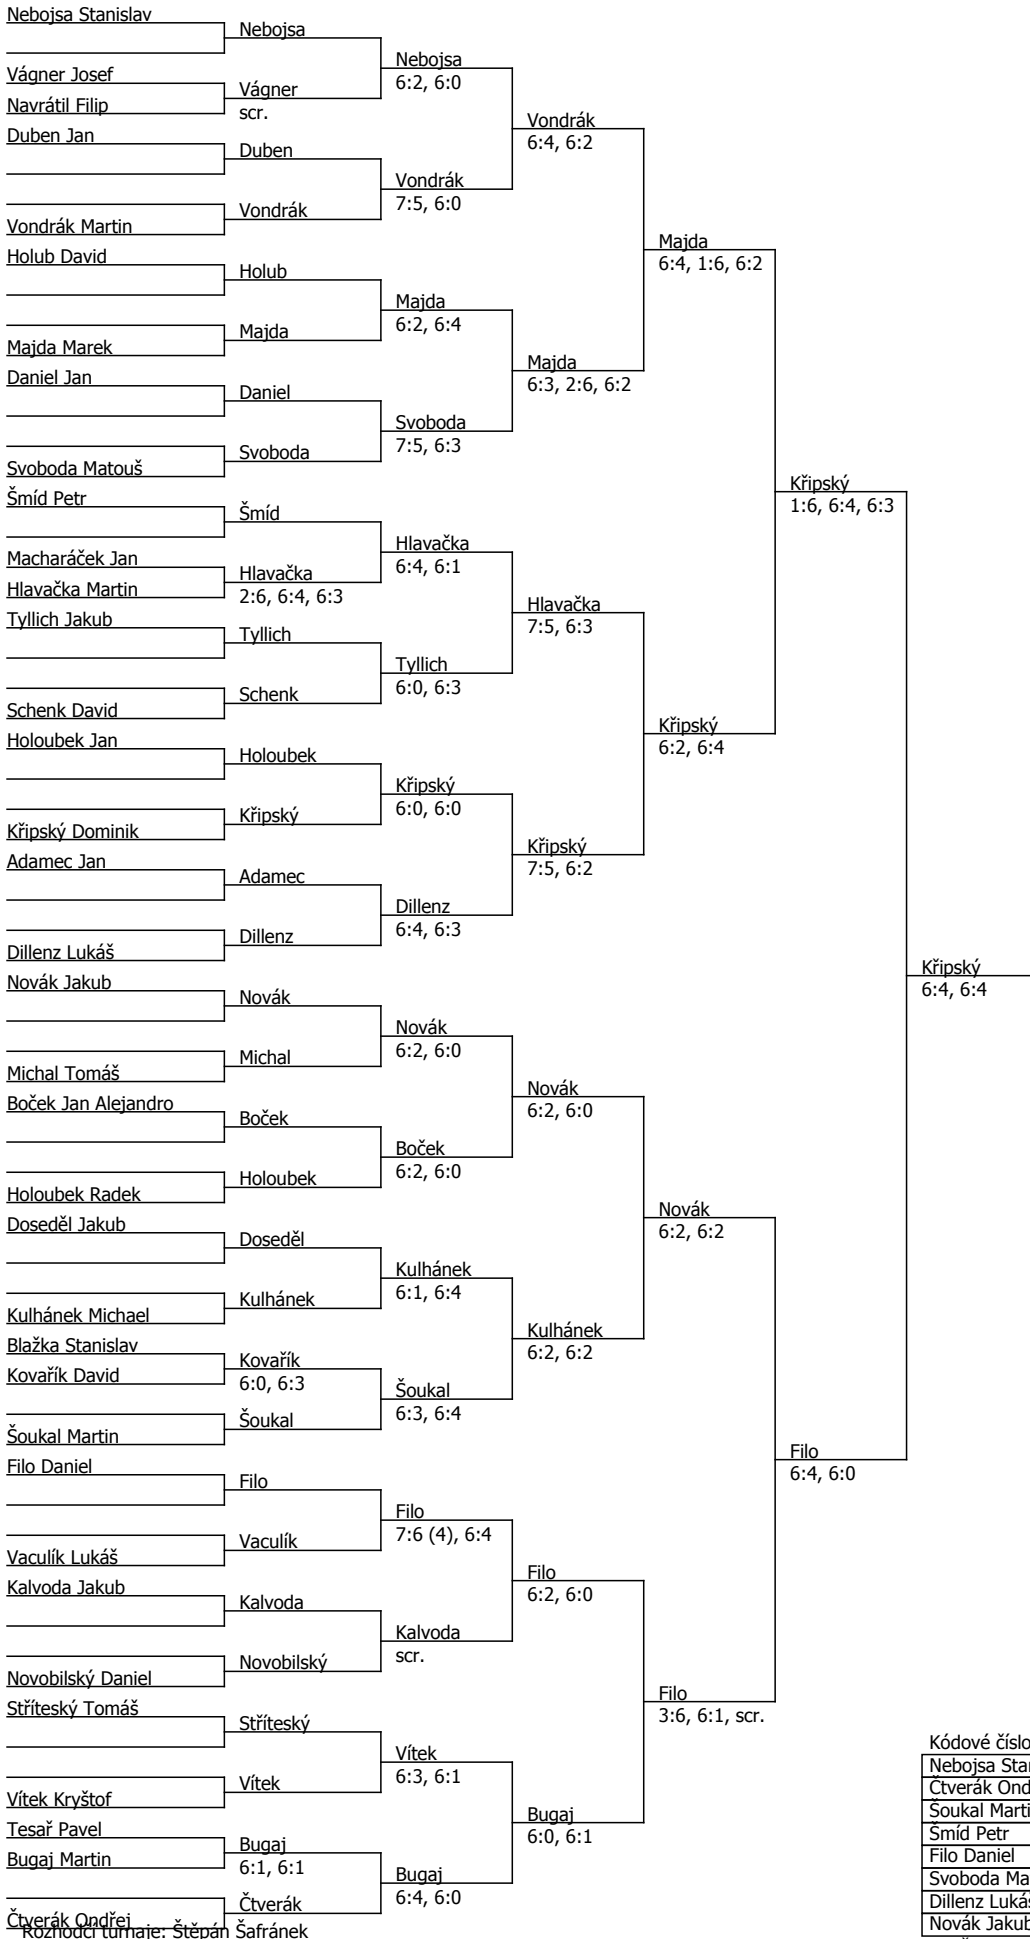 Nebojsa Stanislav
Vágner Josef
Navrátil Filip
Duben Jan
Vondrák Martin
Holub David
Majda Marek
Daniel Jan
Svoboda Matouš
Šmíd Petr
Macharáček Jan
Hlavačka Martin
Tyllich Jakub
Schenk David
Holoubek Jan
Křipský Dominik
Adamec Jan
Dillenz Lukáš
Novák Jakub
Michal Tomáš
Boček Jan Alejandro
Holoubek Radek
Doseděl Jakub
Kulhánek Michael
Blažka Stanislav
Kovařík David
Šoukal Martin
Filo Daniel
Vaculík Lukáš
Kalvoda Jakub
Novobilský Daniel
Stříteský Tomáš
Vítek Kryštof
Tesař Pavel
Bugaj Martin
Čtverák Ondřej
Rozhodčí turnaje: Štěpán Šafránek
Nebojsa
Vágner
scr.
Duben
Vondrák
Holub
Majda
Daniel
Svoboda
Šmíd
Hlavačka
2:6, 6:4, 6:3
Tyllich
Schenk
Holoubek
Křipský
Adamec
Dillenz
Novák
Michal
Boček
Holoubek
Doseděl
Kulhánek
Kovařík
6:0, 6:3
Šoukal
Filo
Vaculík
Kalvoda
Novobilský
Stříteský
Vítek
Bugaj
6:1, 6:1
Čtverák
Nebojsa
6:2, 6:0
Vondrák
7:5, 6:0
Majda
6:2, 6:4
Svoboda
7:5, 6:3
Hlavačka
6:4, 6:1
Tyllich
6:0, 6:3
Křipský
6:0, 6:0
Dillenz
6:4, 6:3
Novák
6:2, 6:0
Boček
6:2, 6:0
Kulhánek
6:1, 6:4
Šoukal
6:3, 6:4
Filo
7:6 (4), 6:4
Kalvoda
scr.
Vítek
6:3, 6:1
Bugaj
6:4, 6:0
Vondrák
6:4, 6:2
Majda
6:3, 2:6, 6:2
Hlavačka
7:5, 6:3
Křipský
7:5, 6:2
Novák
6:2, 6:0
Kulhánek
6:2, 6:2
Filo
6:2, 6:0
Bugaj
6:0, 6:1
Majda
6:4, 1:6, 6:2
Křipský
6:2, 6:4
Novák
6:2, 6:2
Filo
3:6, 6:1, scr.
Křipský
1:6, 6:4, 6:3
Filo
6:4, 6:0
Křipský
6:4, 6:4
Kódové číslo
Nebojsa Star
Čtverák Ond
Šoukal Marti
Šmíd Petr
Filo Daniel
Svoboda Ma
Dillenz Lukáš
Novák Jakub